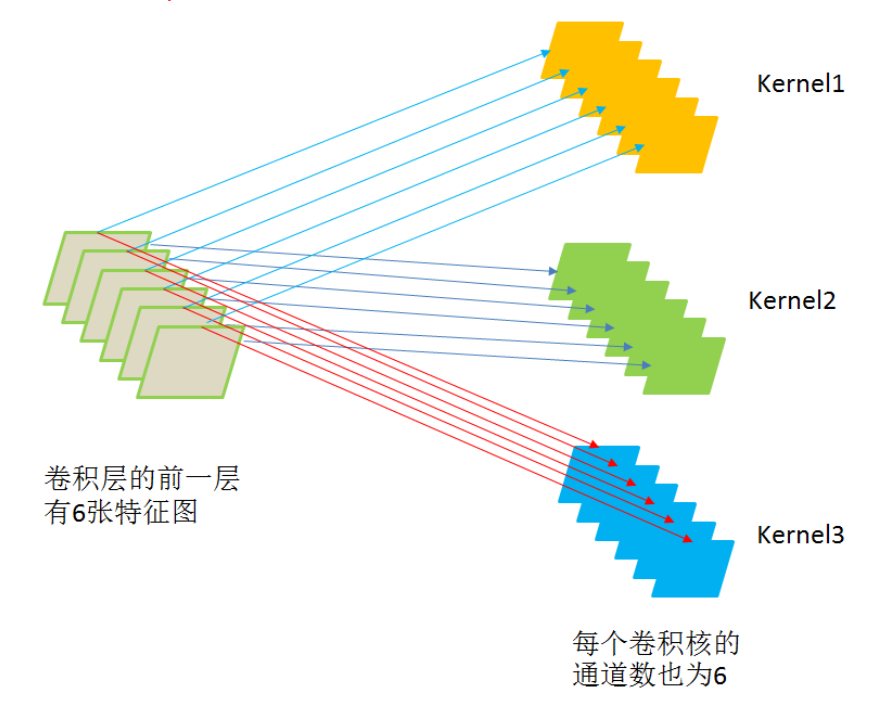 Kernel1
Kernel2
卷积层的前一层
有6张特征图
Kernel3
每个卷积核的
通道数也为6